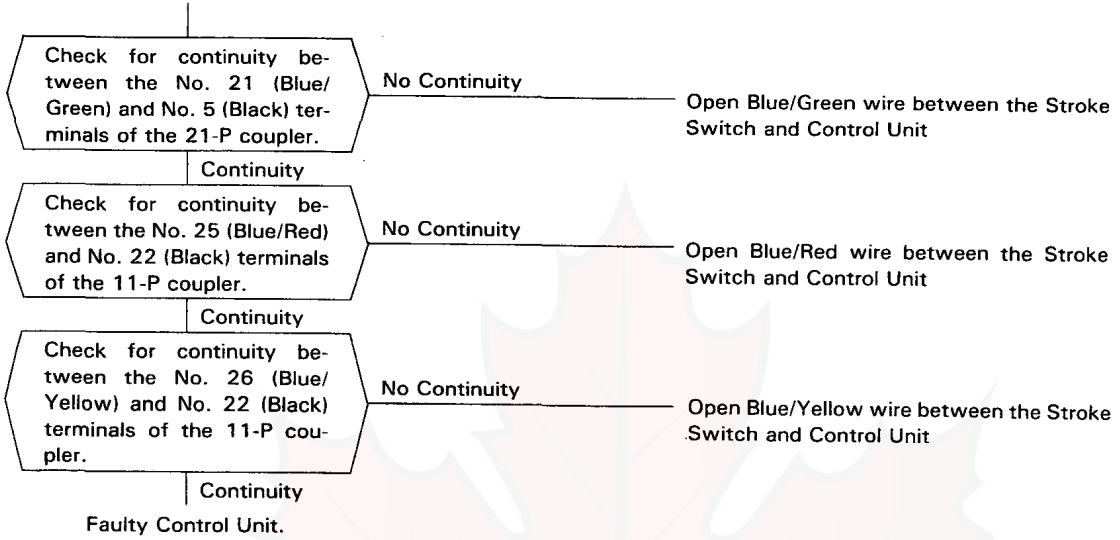 Check for continuity be-
tween the No. 21 (Blue/
Green) and No. 5 (Black) ter-
minals of the 21-P coupler.
No Continuity
Open Blue/Green wire between the Stroke
Switch and Control Unit
Continuity
Check for continuity be-
tween the No. 25 (Blue/Red)
and No. 22 (Black) terminals
of the 11-P coupler.
No Continuity
Open Blue/Red wire between the Stroke
Switch and Control Unit
Continuity
Check for continuity be-
tween the No. 26 (Blue/
Yellow) and No. 22 (Black)
terminals of the 11-P cou-
pler.
No Continuity
Open Blue/Yellow wire between the Stroke
Switch and Control Unit
Continuity
Faulty Control Unit.